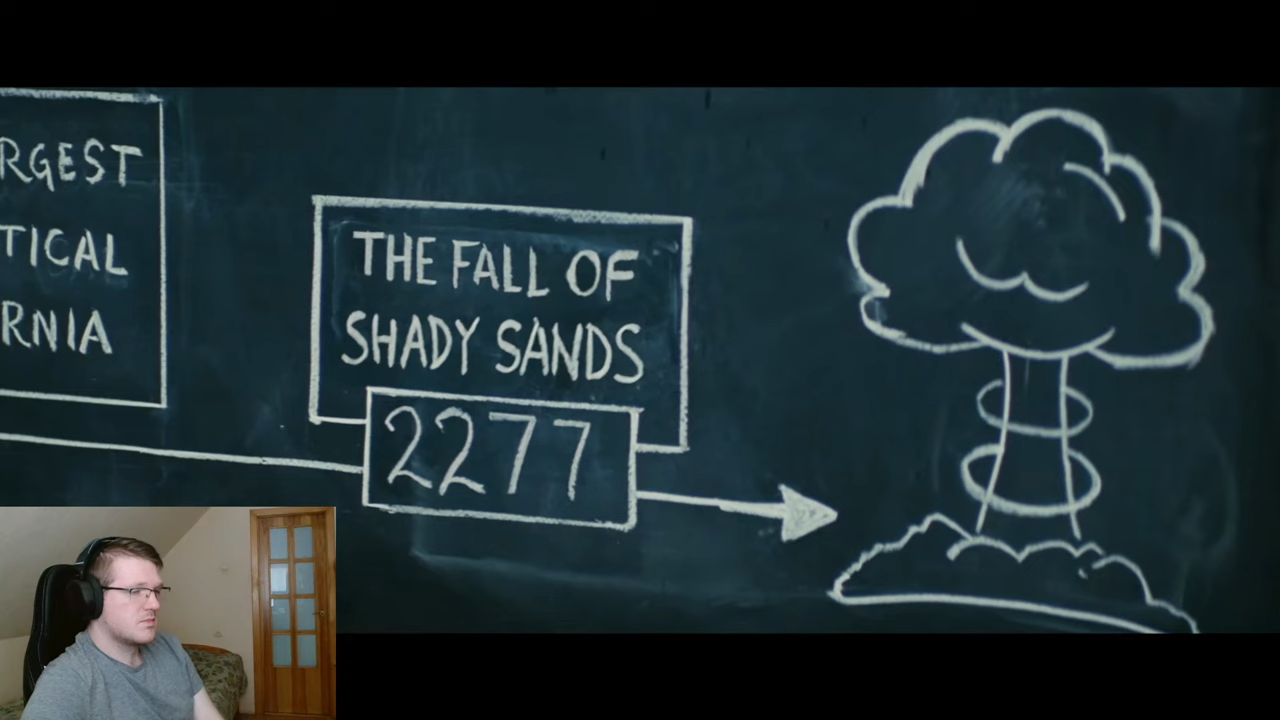 RGEST
TICAL
RNIA
THE FALL OF
SHADY SANDS
2277